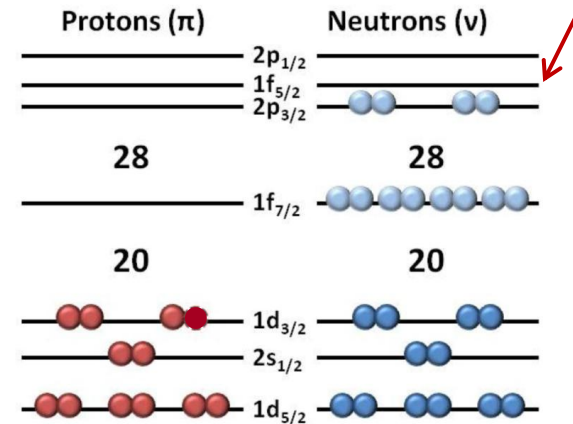 Protons (π) Neutrons (ν)
2p1/2
1f5/2
2p3/2
28 28
1f7/2
20 20
1d3/2
2s1/2
1d5/2